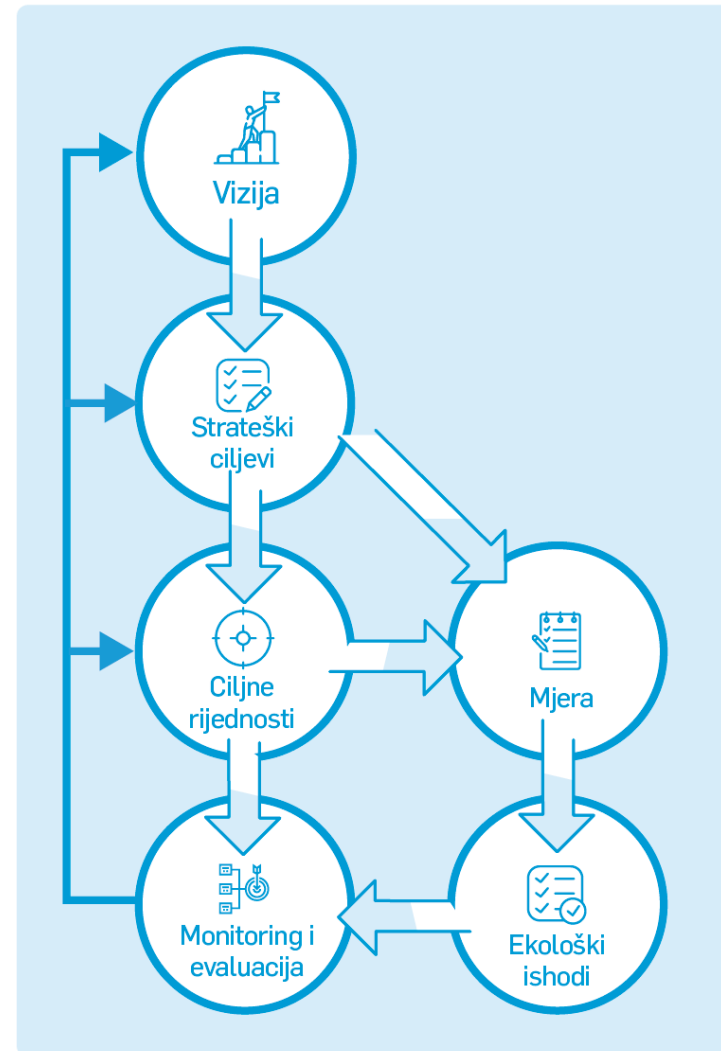 Vizija
Strateški
ciljevi
Ciljne
rijednosti
Mjera
Monitoring i
evaluacija
Ekološki
ishodi